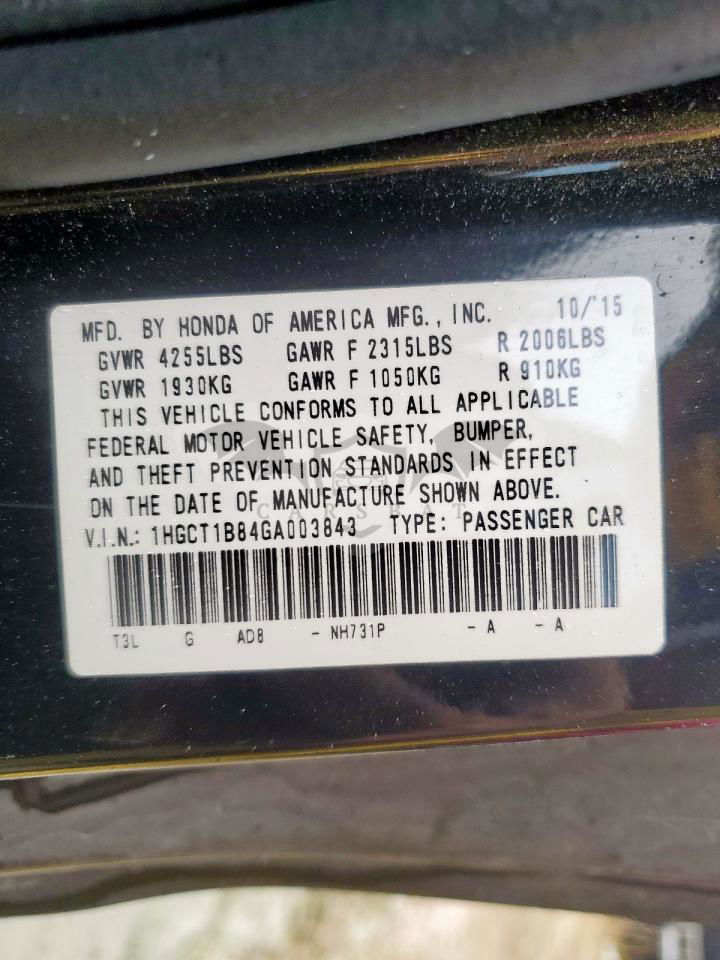 MFD. BY HONDA OF AMERICA MFG., INC. 10/'15
GVWR 4255LBS GAWR F 2315LBS R 2006LBS
GVWR 1930KG GAWR F 1050KG R 910KG
THIS VEHICLE CONFORMS TO ALL APPLICABLE
FEDERAL MOTOR VEHICLE SAFETY, BUMPER,
AND THEFT PREVENTION STANDARDS IN EFFECT
ON THE DATE OF MANUFACTURE SHOWN ABOVE.
CARSRAT
V.I.N.: 1HGCT1B84GA003843 TYPE: PASSENGER CAR
T3L G AD8 - NH731P - A - A